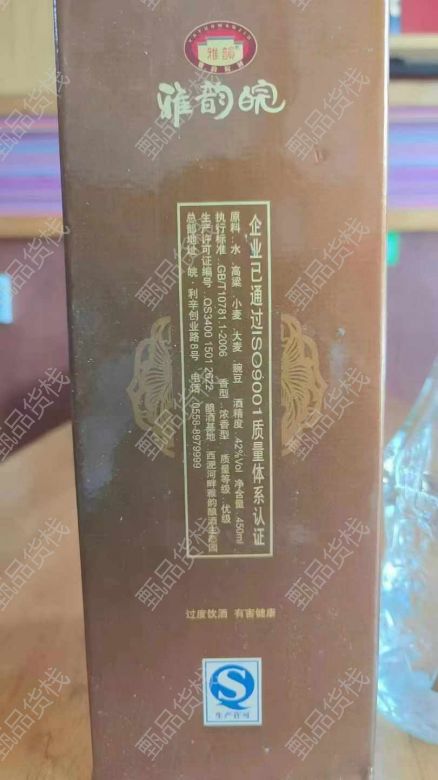 雅韵
雅韵皖
企业已通过ISO9001质量体系认证
原料:水 高粱 小麦 大麦 豌豆 酒精度:42%Vol 净含量:450ml
执行标准:GB/T10781.1-2006 香型:浓香型 质量等级:优级
生产许可证编号:QS3400 1501 2622 酿酒基地:西淝河畔雅韵酿酒生态园
总部地址:皖·利辛创业路8号 电话:0558-8979999
过度饮酒 有害健康
生产许可
甄品货栈